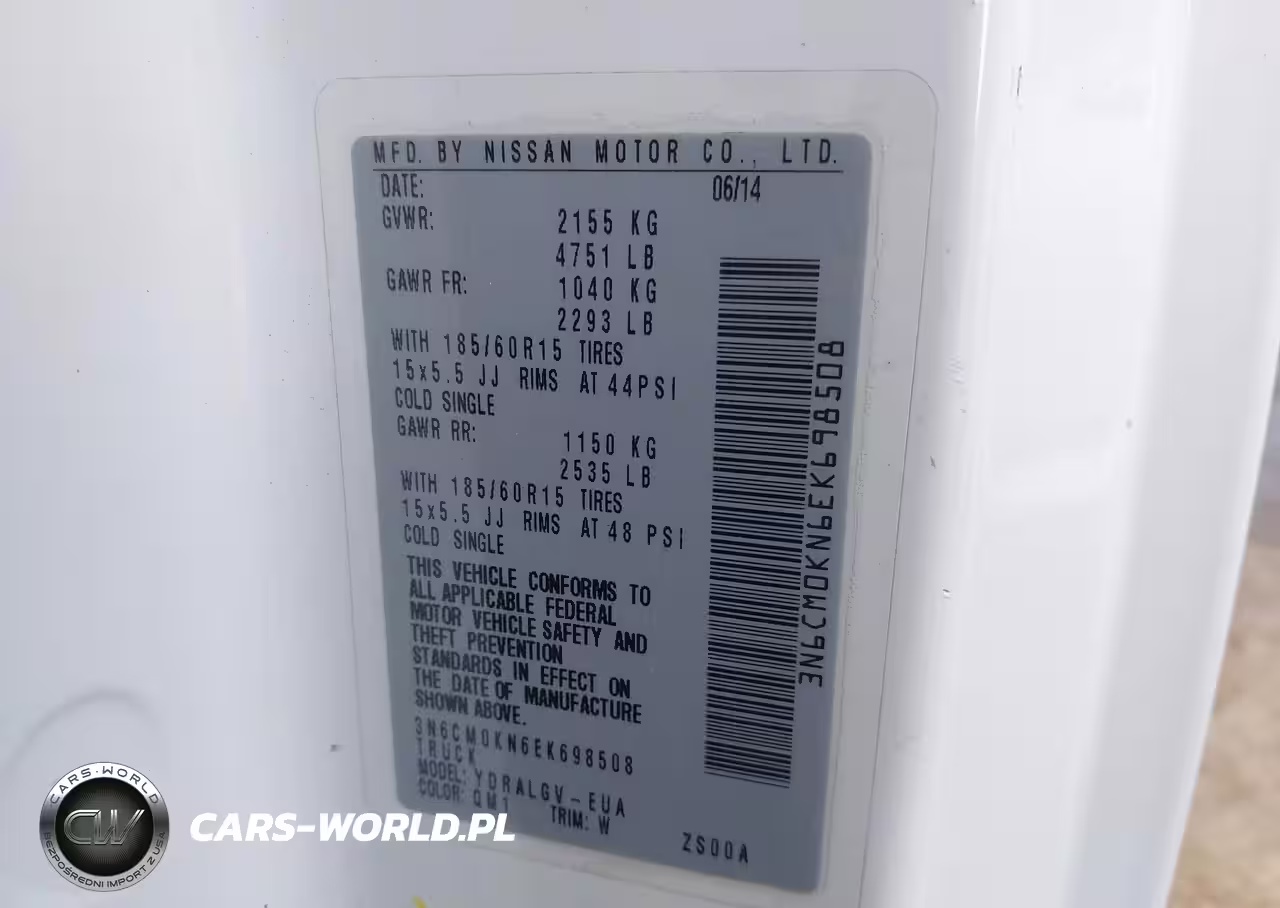 MFD. BY NISSAN MOTOR CO., LTD.
DATE: 06/14
GVWR: 2155 KG
4751 LB
GAWR FR: 1040 KG
2293 LB
WITH 185/60R15 TIRES
15x5.5 JJ RIMS AT 44PSI
COLD SINGLE
GAWR RR: 1150 KG
2535 LB
WITH 185/60R15 TIRES
15x5.5 JJ RIMS AT 48 PSI
COLD SINGLE
THIS VEHICLE CONFORMS TO
ALL APPLICABLE FEDERAL
MOTOR VEHICLE SAFETY AND
THEFT PREVENTION
STANDARDS IN EFFECT ON
THE DATE OF MANUFACTURE
SHOWN ABOVE.
3N6CM0KN6EK698508
TRUCK
MODEL: YDRALGV-EUA
COLOR: QM1 TRIM: W
ZS00A
3N6CM0KN6EK698508
CARS-WORLD
CW
BEZPOŚREDNI IMPORT Z USA
CARS-WORLD.PL